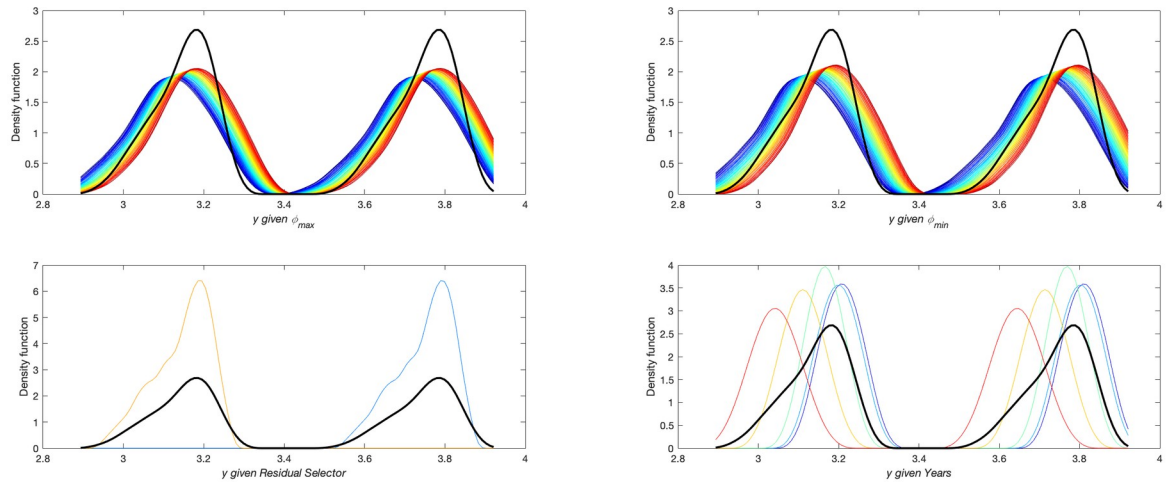 3
2.5
2
1.5
1
0.5
0
Density function
2.8 3 3.2 3.4 3.6 3.8 4
y given ϕmax
3
2.5
2
1.5
1
0.5
0
Density function
2.8 3 3.2 3.4 3.6 3.8 4
y given ϕmin
7
6
5
4
3
2
1
0
Density function
2.8 3 3.2 3.4 3.6 3.8 4
y given Residual Selector
4
3.5
3
2.5
2
1.5
1
0.5
0
Density function
2.8 3 3.2 3.4 3.6 3.8 4
y given Years